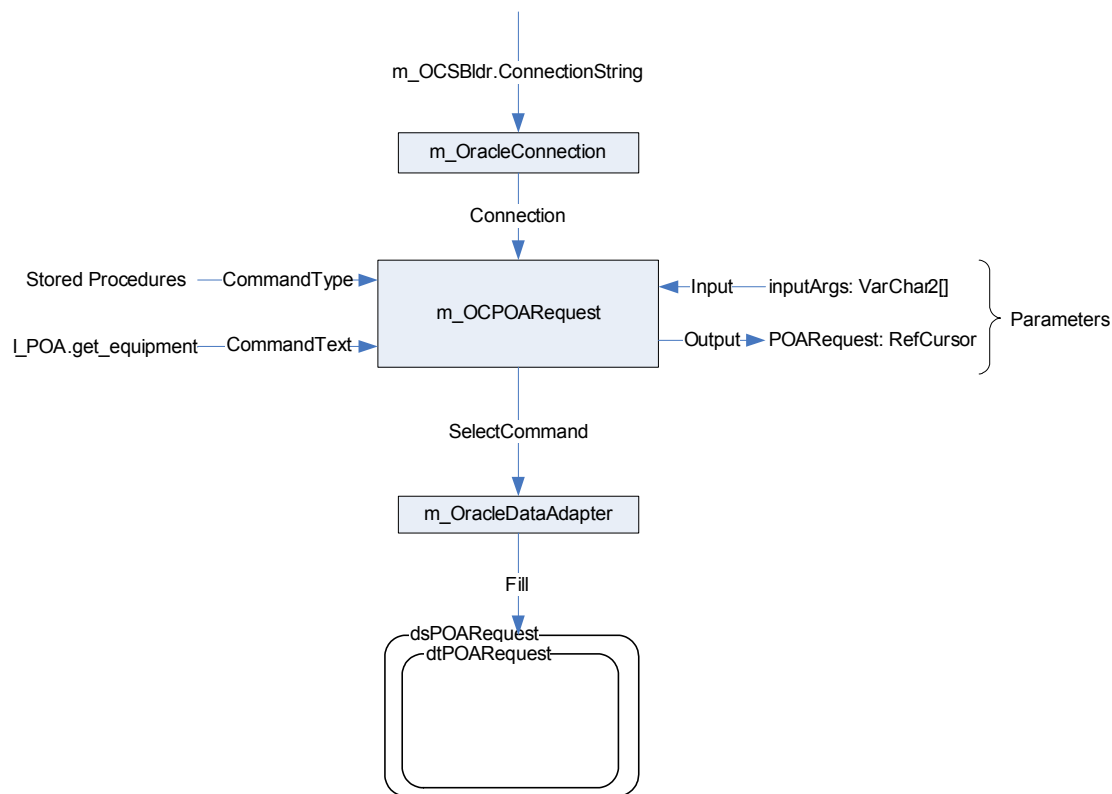 m_OCSBldr.ConnectionString
m_OracleConnection
Connection
Stored Procedures
CommandType
Input
inputArgs: VarChar2[]
m_OCPOARequest
Parameters
I_POA.get_equipment
CommandText
Output
POARequest: RefCursor
SelectCommand
m_OracleDataAdapter
Fill
dsPOARequest
dtPOARequest